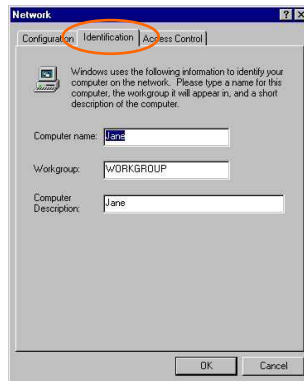 Network
Configuration Identification Access Control
Windows uses the following information to identify your
computer on the network. Please type a name for this
computer, the workgroup it will appear in, and a short
description of the computer.
Computer name: Jane
Workgroup: WORKGROUP
Computer
Description: Jane
OK Cancel